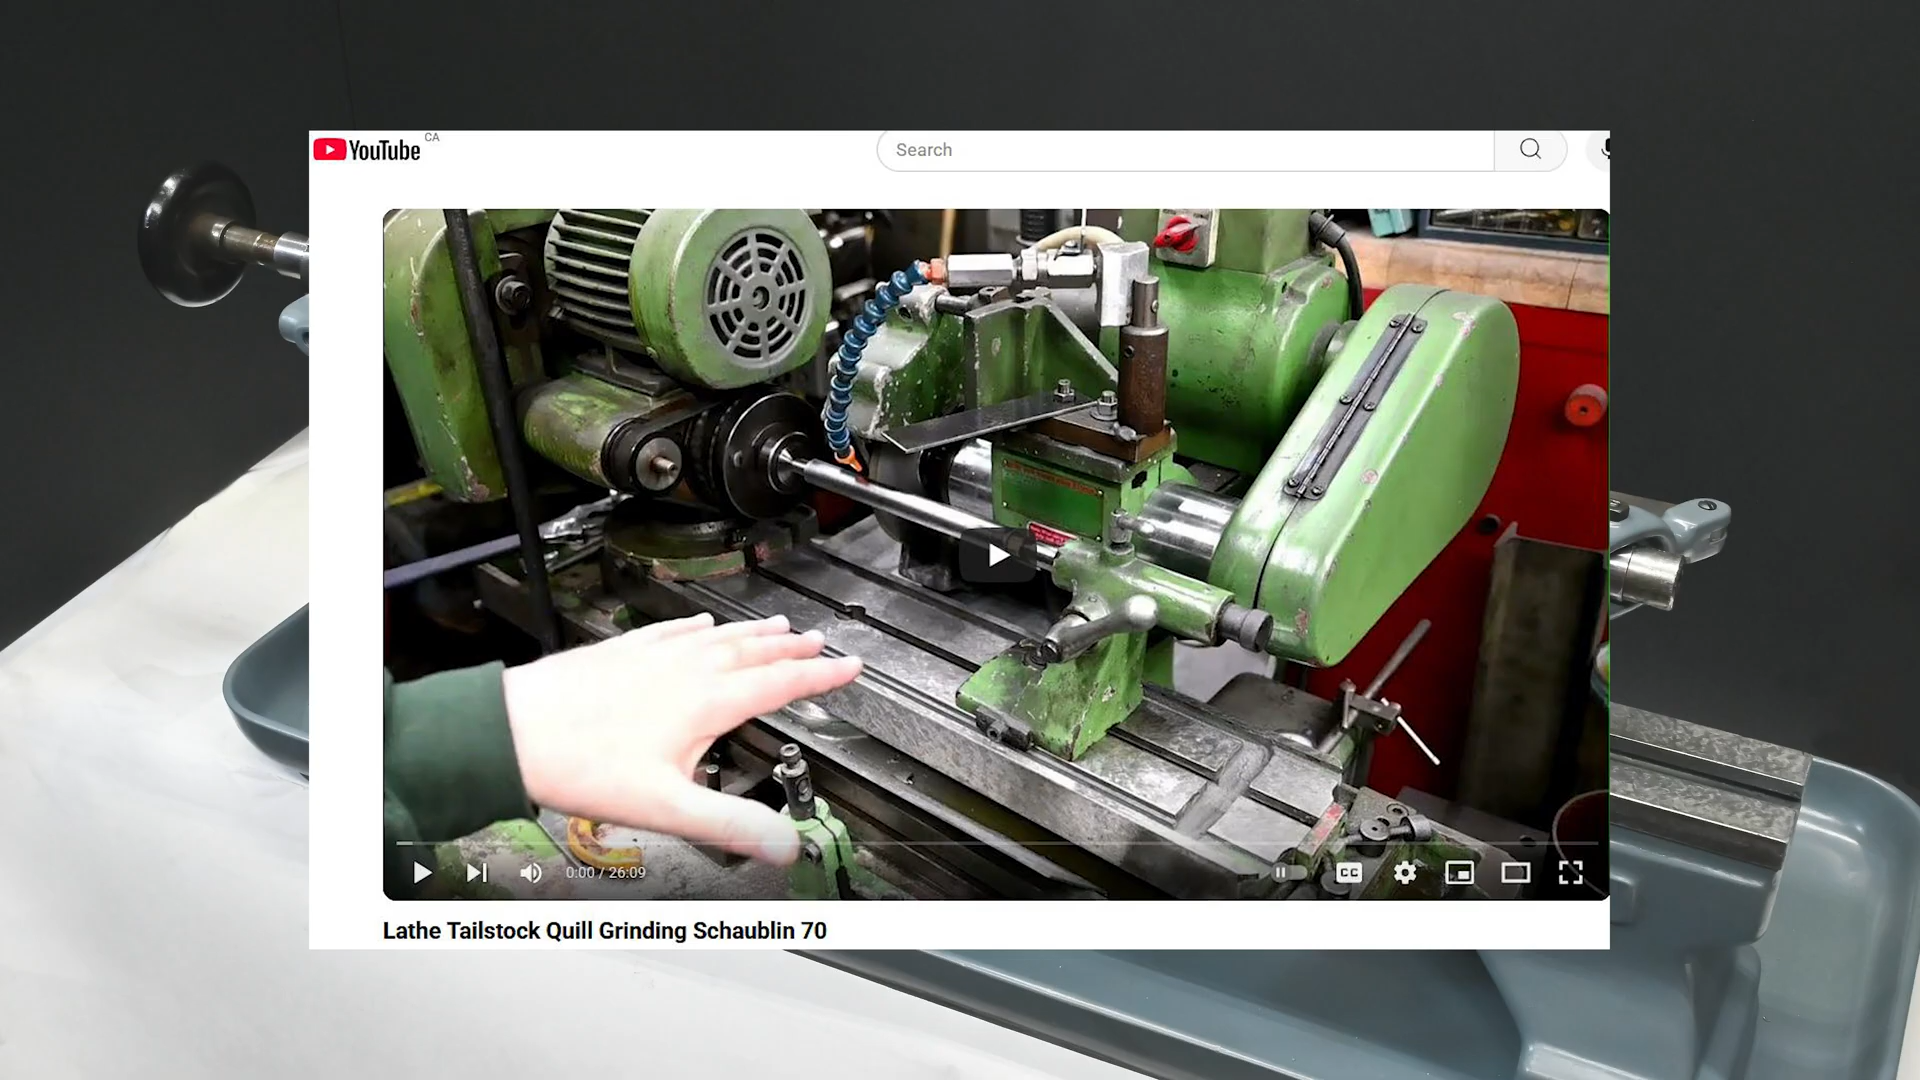 YouTube CA
Search
0:00 / 26:09
CC
Lathe Tailstock Quill Grinding Schaublin 70